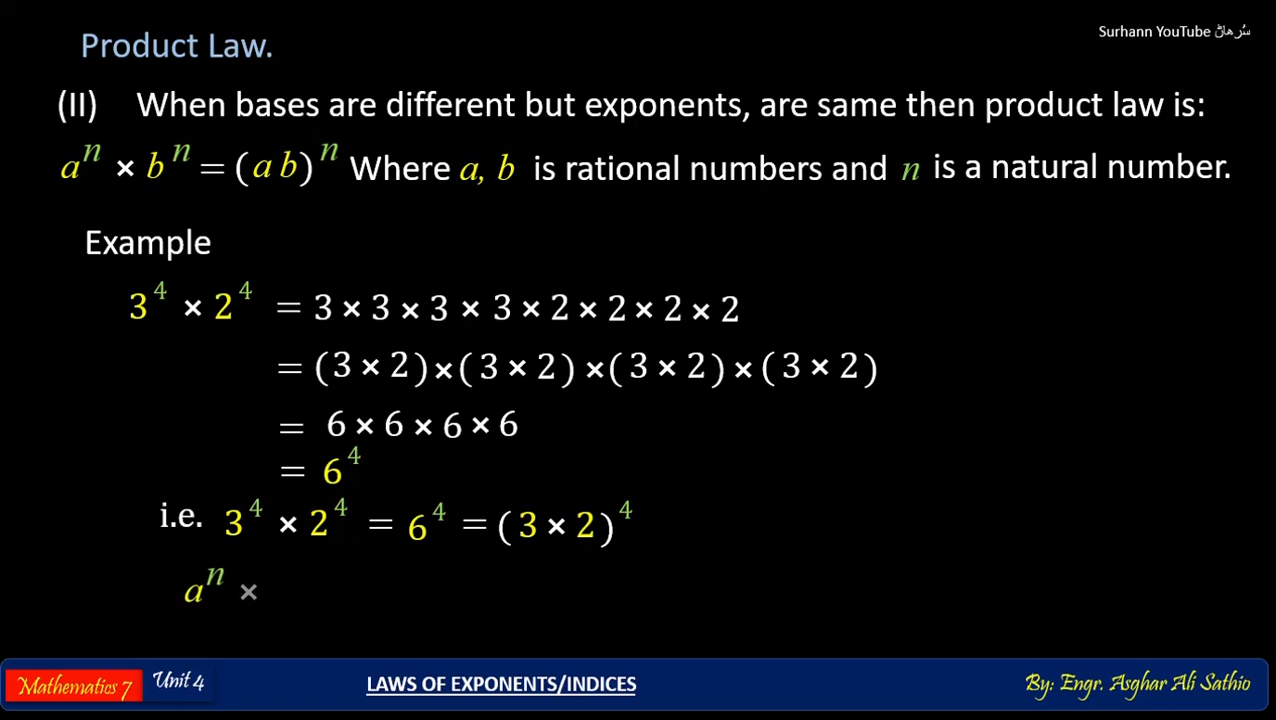 Surhann YouTube سُرهاڻ
Product Law.
(II) When bases are different but exponents, are same then product law is:
aⁿ × bⁿ = (a b)ⁿ Where a, b is rational numbers and n is a natural number.
Example
3⁴ × 2⁴ = 3 × 3 × 3 × 3 × 2 × 2 × 2 × 2
= (3 × 2) × (3 × 2) × (3 × 2) × (3 × 2)
= 6 × 6 × 6 × 6
= 6⁴
i.e. 3⁴ × 2⁴ = 6⁴ = (3 × 2)⁴
aⁿ ×
Mathematics 7 Unit 4 LAWS OF EXPONENTS/INDICES By: Engr. Asghar Ali Sathio